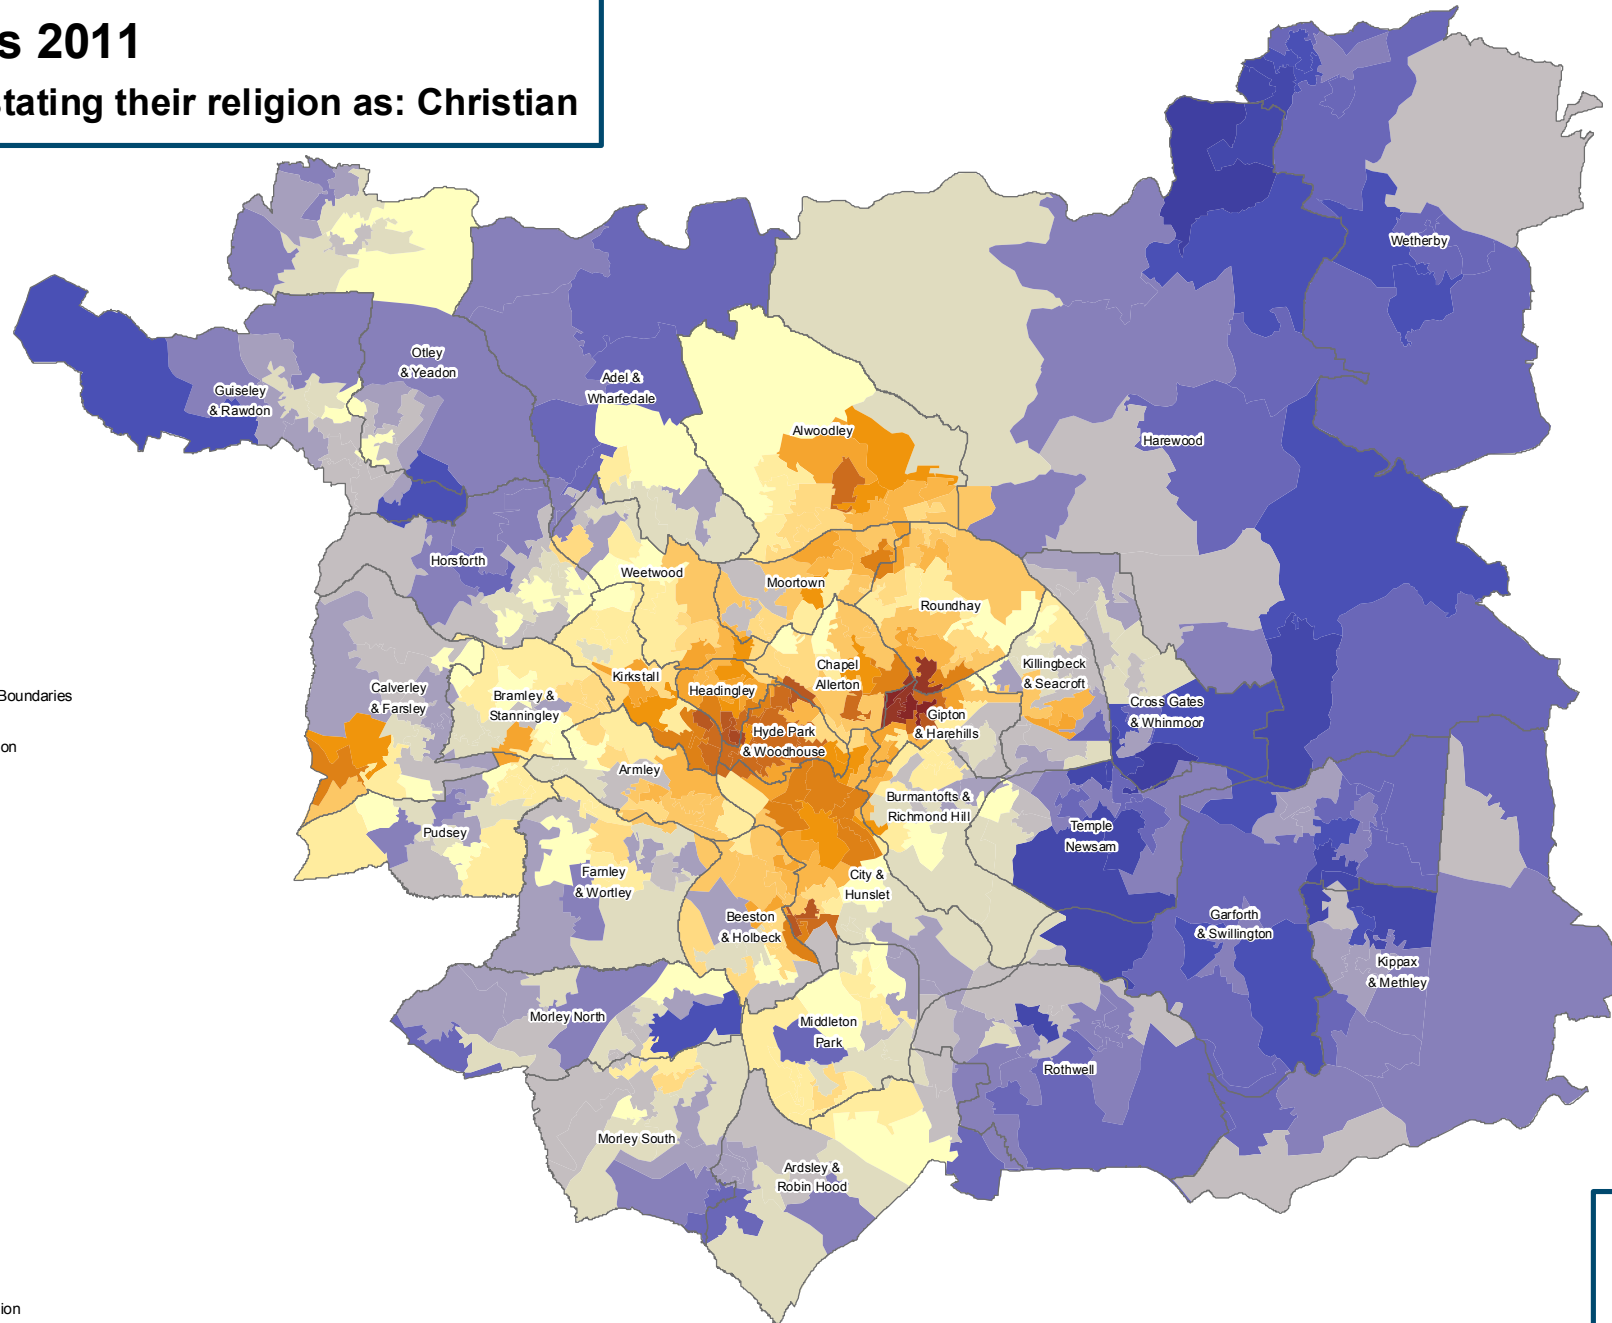 s 2011
stating their religion as: Christian
Wetherby
Otley
& Yeadon
Guiseley
& Rawdon
Adel &
Wharfedale
Alwoodley
Harewood
Horsforth
Weetwood
Moortown
Roundhay
Chapel
Allerton
Killingbeck
& Seacroft
Kirkstall
Headingley
Calverley
& Farsley
Bramley &
Stanningley
Cross Gates
& Whinmoor
Boundaries
Gipton
& Harehills
Hyde Park
& Woodhouse
on
Armley
Burmantofts &
Richmond Hill
Temple
Newsam
Pudsey
Farnley
& Wortley
City &
Hunslet
Beeston
& Holbeck
Garforth
& Swillington
Kippax
& Methley
Morley North
Middleton
Park
Rothwell
Morley South
Ardsley &
Robin Hood
ion